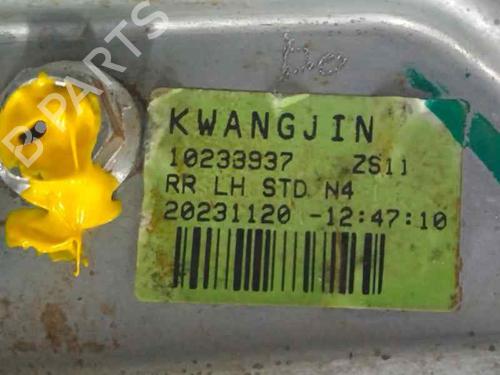 KWANGJIN
10233937 ZS11
RR LH STD N4
20231120 -12:47:10
B-PARTS